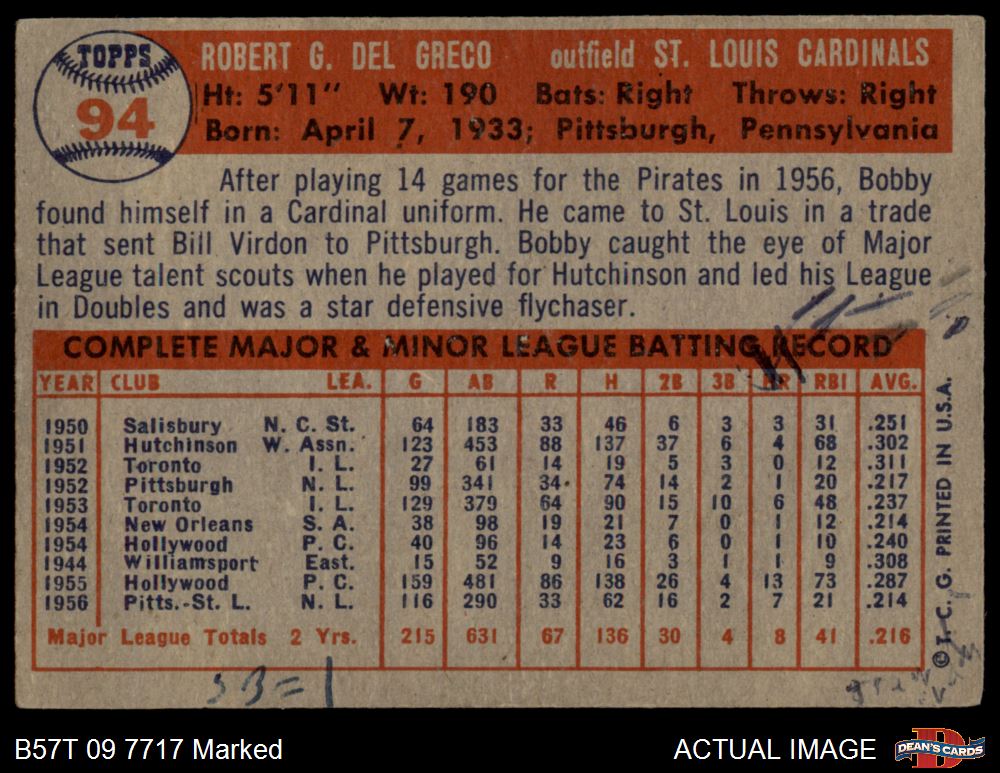 TOPPS
94
ROBERT G. DEL GRECO outfield ST. LOUIS CARDINALS
Ht: 5'11" Wt: 190 Bats: Right Throws: Right
Born: April 7, 1933; Pittsburgh, Pennsylvania
After playing 14 games for the Pirates in 1956, Bobby
found himself in a Cardinal uniform. He came to St. Louis in a trade
that sent Bill Virdon to Pittsburgh. Bobby caught the eye of Major
League talent scouts when he played for Hutchinson and led his League
in Doubles and was a star defensive flychaser.
COMPLETE MAJOR & MINOR LEAGUE BATTING RECORD
YEAR CLUB LEA. G AB R H 2B 3B HR RBI AVG.
1950 Salisbury N. C. St. 64 183 33 46 6 3 3 31 .251
1951 Hutchinson W. Assn. 123 453 88 137 37 6 4 68 .302
1952 Toronto I. L. 27 61 14 19 5 3 0 12 .311
1952 Pittsburgh N. L. 99 341 34 74 14 2 1 20 .217
1953 Toronto I. L. 129 379 64 90 15 10 6 48 .237
1954 New Orleans S. A. 38 98 19 21 7 0 1 12 .214
1954 Hollywood P. C. 40 96 14 23 6 0 1 10 .240
1944 Williamsport East. 15 52 9 16 3 1 1 9 .308
1955 Hollywood P. C. 159 481 86 138 26 4 13 73 .287
1956 Pitts.-St. L. N. L. 116 290 33 62 16 2 7 21 .214
Major League Totals 2 Yrs. 215 631 67 136 30 4 8 41 .216
© T. C. G. PRINTED IN U.S.A.
3B=1
B57T 09 7717 Marked
ACTUAL IMAGE
DEAN'S CARDS